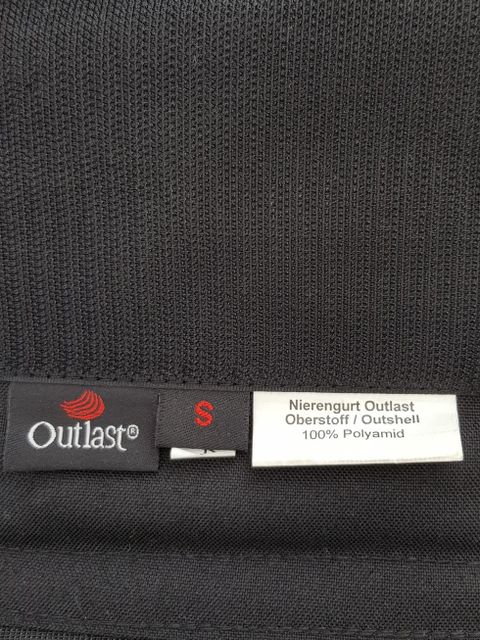 Outlast®
S
Nierengurt Outlast
Oberstoff / Outshell
100% Polyamid